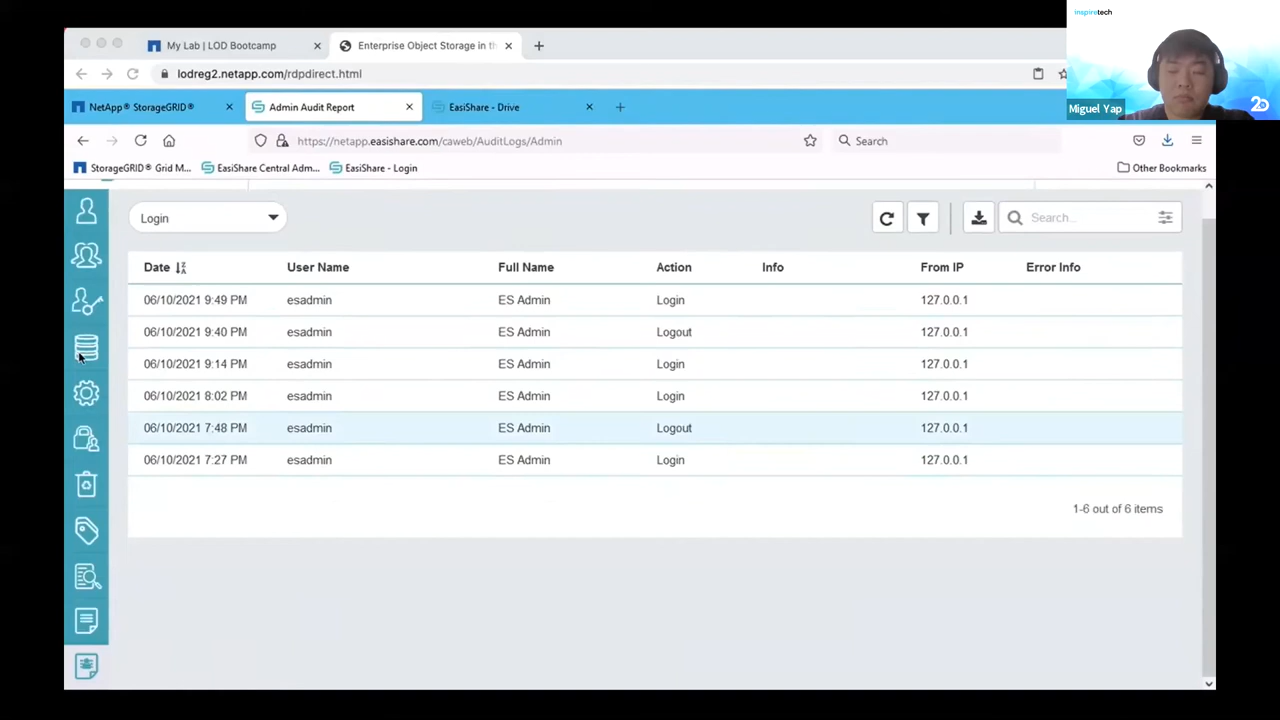 inspiretech
My Lab | LOD Bootcamp
Enterprise Object Storage in th
lodreg2.netapp.com/rdpdirect.html
Miguel Yap
20
NetApp® StorageGRID®
Admin Audit Report
EasiShare - Drive
https://netapp.easishare.com/caweb/AuditLogs/Admin
Search
StorageGRID® Grid M...
EasiShare Central Adm...
EasiShare - Login
Other Bookmarks
Login
Search...
Date User Name Full Name Action Info From IP Error Info
06/10/2021 9:49 PM esadmin ES Admin Login 127.0.0.1
06/10/2021 9:40 PM esadmin ES Admin Logout 127.0.0.1
06/10/2021 9:14 PM esadmin ES Admin Login 127.0.0.1
06/10/2021 8:02 PM esadmin ES Admin Login 127.0.0.1
06/10/2021 7:48 PM esadmin ES Admin Logout 127.0.0.1
06/10/2021 7:27 PM esadmin ES Admin Login 127.0.0.1
1-6 out of 6 items